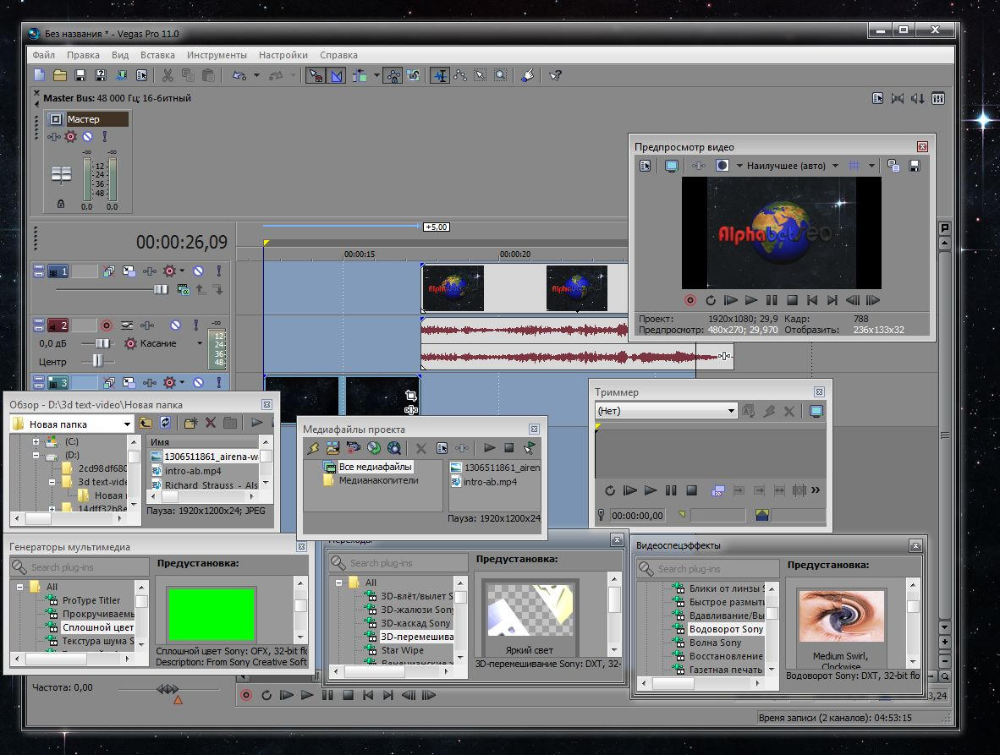 Без названия * - Vegas Pro 11.0
Файл Правка Вид Вставка Инструменты Настройки Справка
Master Bus: 48 000 Гц; 16-битный
Мастер
-∞ -∞
12
24
36
48
0,0 0,0
Предпросмотр видео
Наилучшее (авто)
AlphabetSEO
Проект: 1920x1080; 29,9 Кадр: 788
Предпросмотр: 480x270; 29,970 Отобразить: 236x133x32
00:00:26,09
+5,00
00:00:15 00:00:20
1
2
-∞
0,0 дБ Касание
Центр
12
24
36
48
3
Обзор - D:\3d text-video\Новая папка
Новая папка
(C:)
(D:)
2cd98df680
3d text-vide
Новая
14dff32b8e
Имя
1306511861_airena-w
intro-ab.mp4
Richard Strauss - Als
Пауза: 1920x1200x24; JPEG
Медиафайлы проекта
Все медиафайлы
Медианакопители
1306511861_airen
intro-ab.mp4
Пауза: 1920x1200x24
Триммер
(Нет)
00:00:00,00
Генераторы мультимедиа
Search plug-ins
All
ProType Titler
Прокручиваемы
Сплошной цвет
Текстура шума S
Предустановка:
Сплошной цвет Sony: OFX, 32-bit flo
Description: From Sony Creative Soft
Переходы
Search plug-ins
All
3D-влёт/вылет S
3D-жалюзи Sony
3D-каскад Sony
3D-перемешива
Star Wipe
Венецианские
Предустановка:
Яркий свет
3D-перемешивание Sony: DXT, 32-
Видеоспецэффекты
Search plug-ins
Блики от линзы S
Быстрое размыти
Вдавливание/Вы
Водоворот Sony
Волна Sony
Восстановление
Газетная печать
Предустановка:
Medium Swirl,
Clockwise
Водоворот Sony: DXT, 32-bit flo
Частота: 0,00
3,24
Время записи (2 каналов): 04:53:15